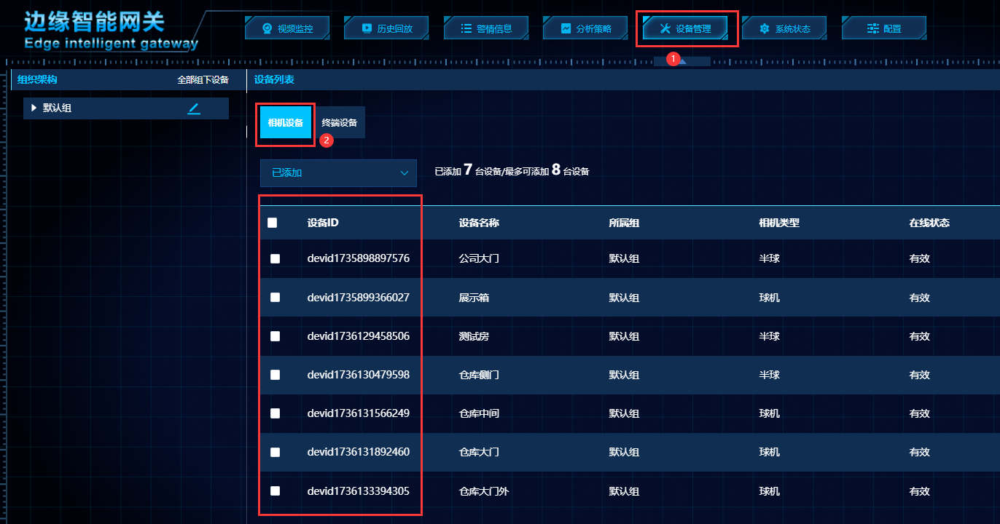 边缘智能网关
Edge intelligent gateway
视频监控 历史回放 警情信息 分析策略 设备管理 系统状态 配置
1
组织架构 全部组下设备 设备列表
默认组
相机设备 终端设备
2
已添加 已添加 7 台设备/最多可添加 8 台设备
设备ID 设备名称 所属组 相机类型 在线状态
devid1735898897576 公司大门 默认组 半球 有效
devid1735899366027 展示箱 默认组 球机 有效
devid1736129458506 测试房 默认组 半球 有效
devid1736130479598 仓库侧门 默认组 半球 有效
devid1736131566249 仓库中间 默认组 球机 有效
devid1736131892460 仓库大门 默认组 球机 有效
devid1736133394305 仓库大门外 默认组 球机 有效